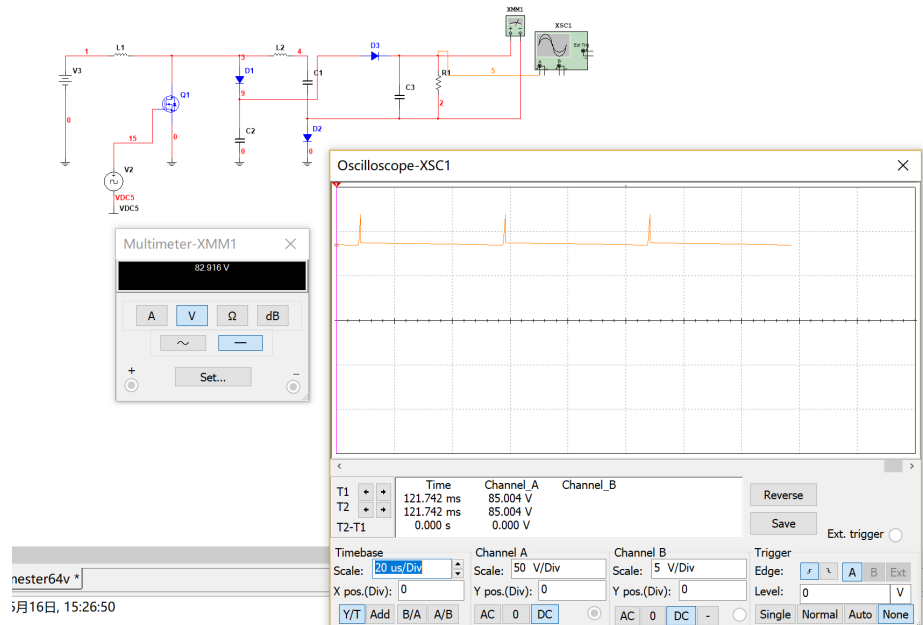 XMM1
XSC1
Ext Trig
1
L1
3
L2
4
D3
V3
D1
C1
9
C3
R1
5
Q1
2
0
15
0
C2
D2
0
0
V2
VDC5
VDC5
Oscilloscope-XSC1
Multimeter-XMM1
82.916 V
A V Ω dB
Set...
Time Channel_A Channel_B
T1 121.742 ms 85.004 V
T2 121.742 ms 85.004 V
T2-T1 0.000 s 0.000 V
Reverse
Save
Ext. trigger
Timebase Channel A Channel B Trigger
Scale: 20 us/Div Scale: 50 V/Div Scale: 5 V/Div Edge: A B Ext
X pos.(Div): 0 Y pos.(Div): 0 Y pos.(Div): 0 Level: 0 V
Y/T Add B/A A/B AC 0 DC AC 0 DC - Single Normal Auto None
nester64v *
5月16日, 15:26:50